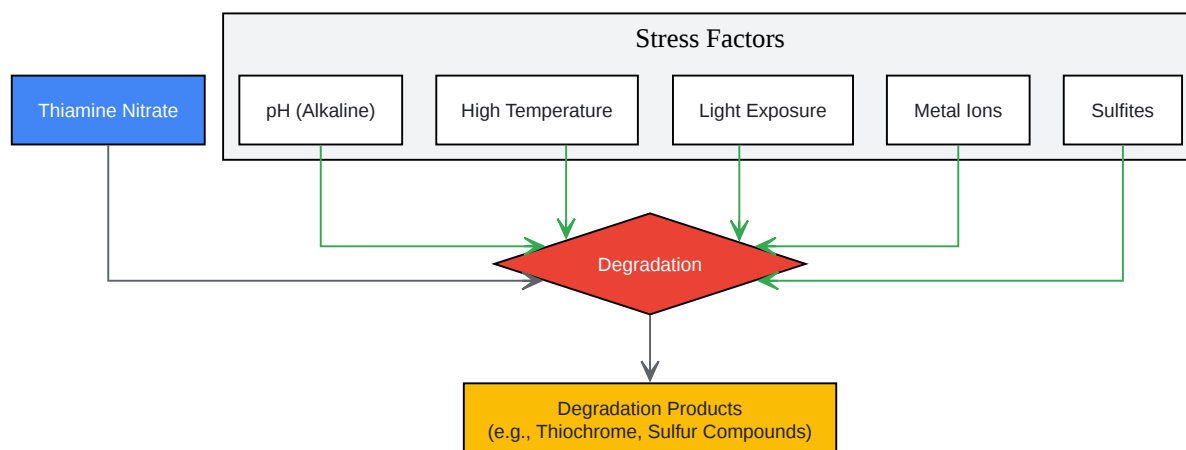 Stress Factors
Thiamine Nitrate
pH (Alkaline)
High Temperature
Light Exposure
Metal Ions
Sulfites
Degradation
Degradation Products
(e.g., Thiochrome, Sulfur Compounds)